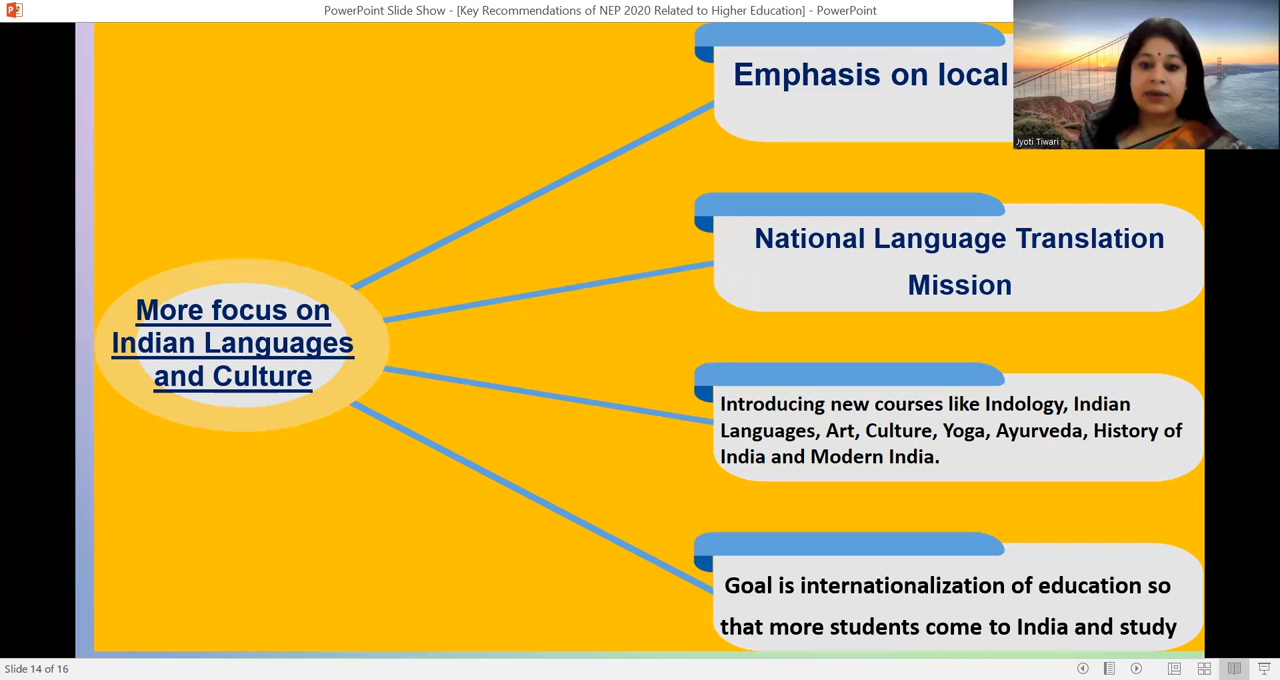 PowerPoint Slide Show - [Key Recommendations of NEP 2020 Related to Higher Education] - PowerPoint
Jyoti Tiwari
More focus on
Indian Languages
and Culture
Emphasis on local
National Language Translation
Mission
Introducing new courses like Indology, Indian
Languages, Art, Culture, Yoga, Ayurveda, History of
India and Modern India.
Goal is internationalization of education so
that more students come to India and study
Slide 14 of 16